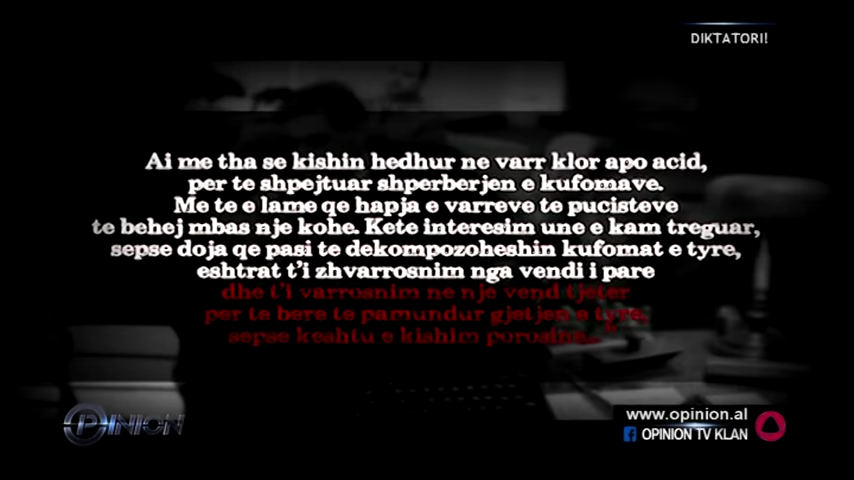 DIKTATORI!
Ai me tha se kishin hedhur ne varr klor apo acid,
per te shpejtuar shperberjen e kufomave.
Me te e lame qe hapja e varreve te pucisteve
te behej mbas nje kohe. Kete interesim une e kam treguar,
sepse doja qe pasi te dekompozoheshin kufomat e tyre,
eshtrat t'i zhvarrosnim nga vendi i pare
dhe t'i varrosnim ne nje vend tjeter
per te bere te pamundur gjetjen e tyre,
sepse keshtu e kishim porosine..."
OPINION
www.opinion.al
OPINION TV KLAN